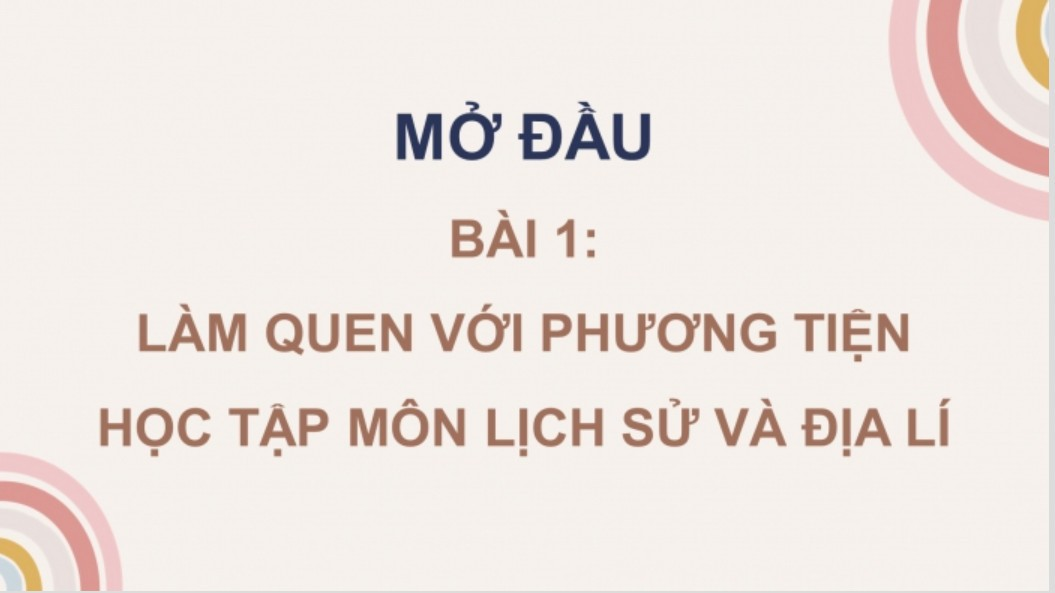 MỞ ĐẦU
BÀI 1:
LÀM QUEN VỚI PHƯƠNG TIỆN
HỌC TẬP MÔN LỊCH SỬ VÀ ĐỊA LÍ